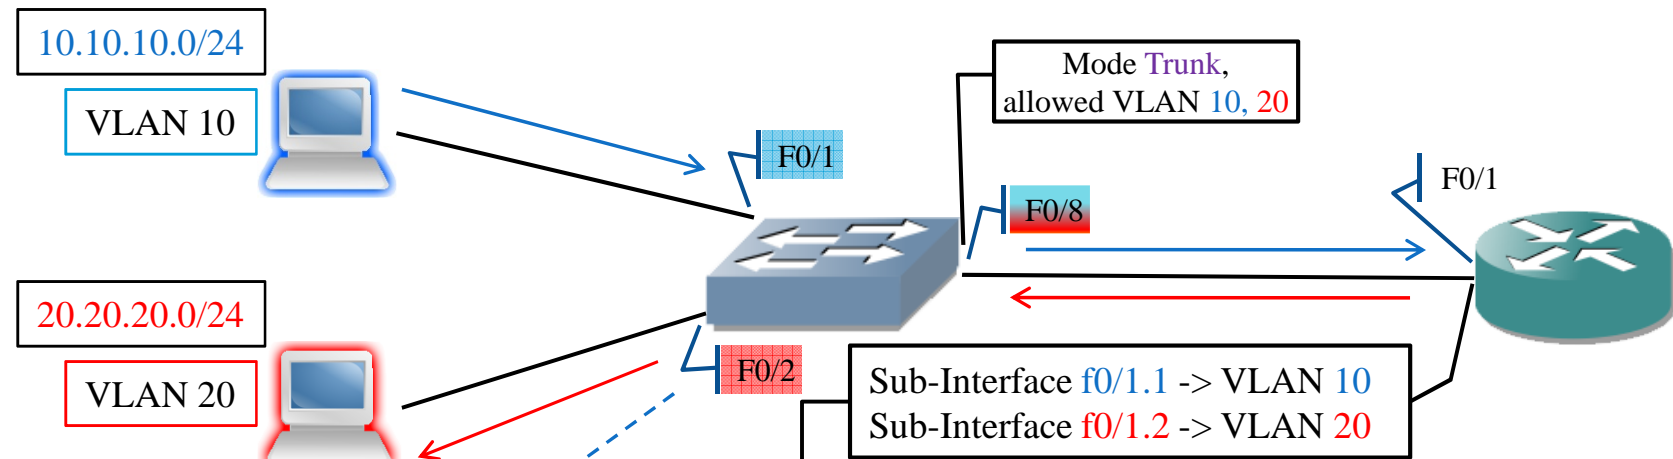 10.10.10.0/24
VLAN 10
Mode Trunk,
allowed VLAN 10, 20
F0/1
F0/8
F0/1
20.20.20.0/24
VLAN 20
F0/2
Sub-Interface f0/1.1 -> VLAN 10
Sub-Interface f0/1.2 -> VLAN 20